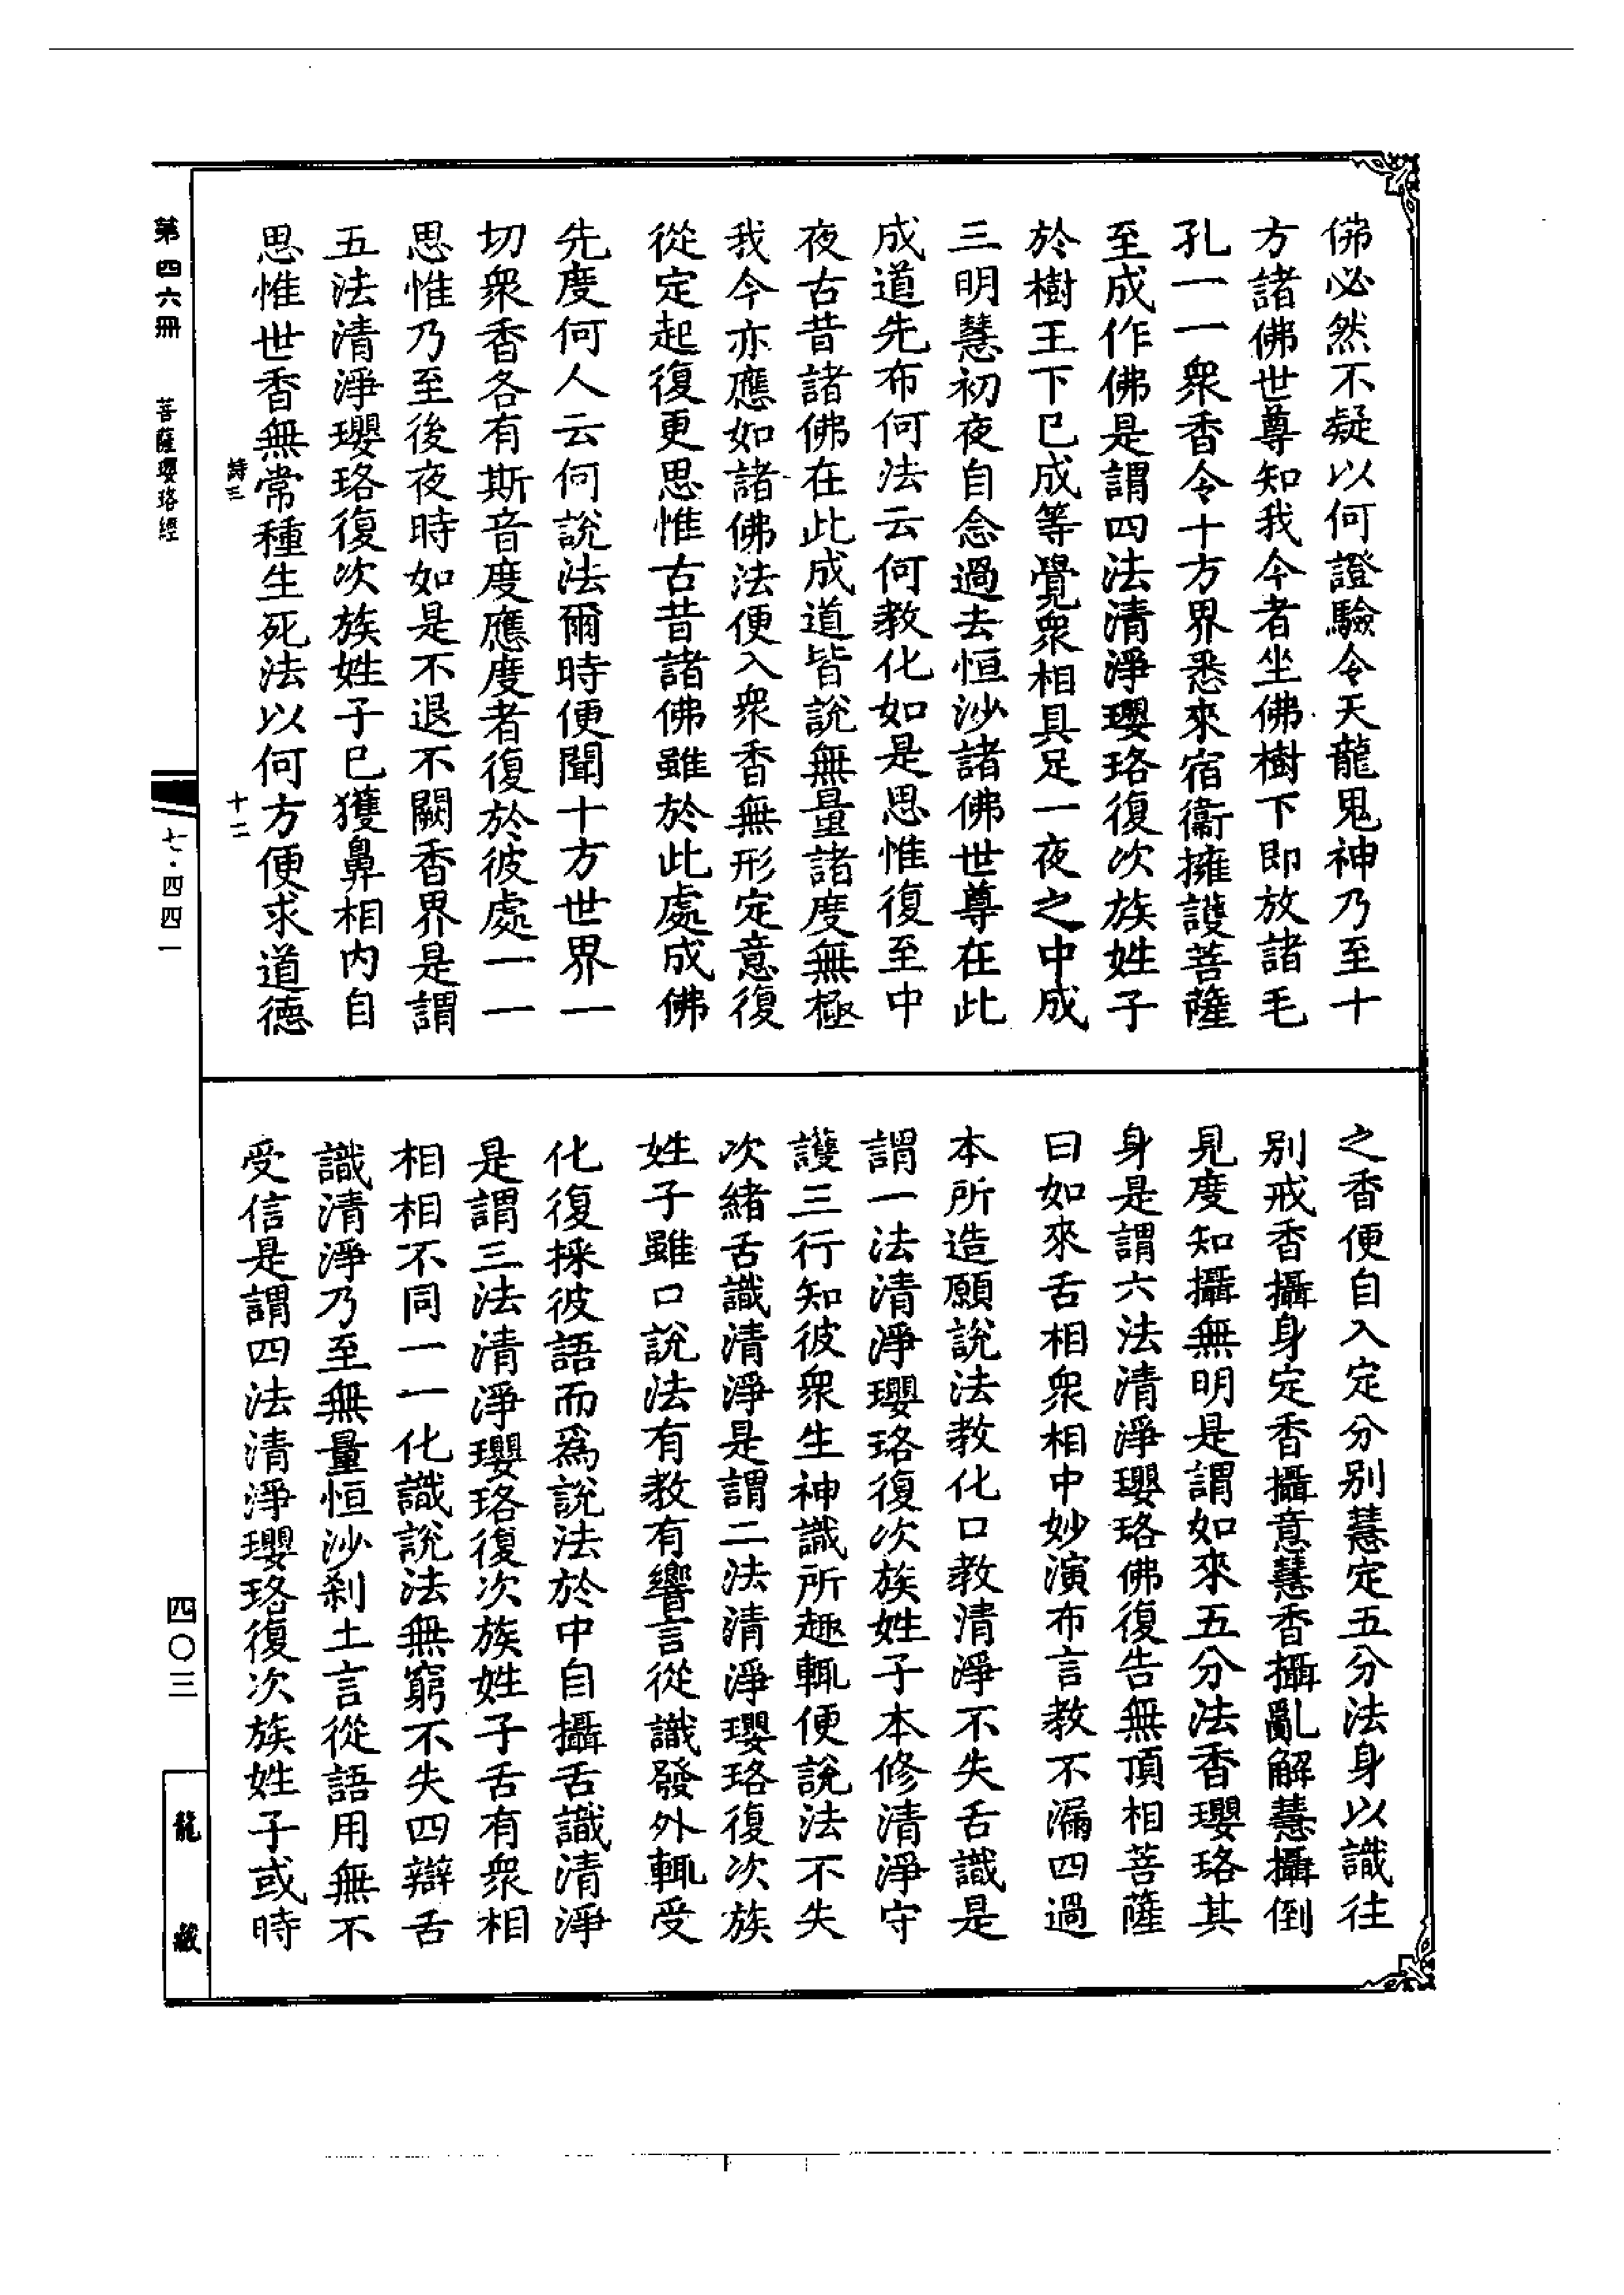 佛必然不疑以何證驗令天龍鬼神乃至十
方諸佛世尊知我今者坐佛樹下即放諸毛
孔一一衆香令十方界悉來宿衞擁護菩薩
至成作佛是謂四法清淨瓔珞復次族姓子
於樹王下已成等覺衆相具足一夜之中成
三明慧初夜自念過去恒沙諸佛世尊在此
成道先布何法云何教化如是思惟復至中
夜古昔諸佛在此成道皆說無量諸度無極
我今亦應如諸佛法便入衆香無形定意復
從定起復更思惟古昔諸佛雖於此處成佛
先度何人云何說法爾時便聞十方世界一
切衆香各有斯音度應度者復於彼處一一
思惟乃至後夜時如是不退不闕香界是謂
五法清淨瓔珞復次族姓子已獲鼻相內自
思惟世香無常種生死法以何方便求道德
之香便自入定分別慧定五分法身以識往
別戒香攝身定香攝意慧香攝亂解慧攝倒
見度知攝無明是謂如來五分法香瓔珞其
身是謂六法清淨瓔珞佛復告無頂相菩薩
曰如來舌相衆相中妙演布言教不漏四過
本所造願說法教化口教清淨不失舌識是
謂一法清淨瓔珞復次族姓子本修清淨守
護三行知彼衆生神識所趣輒便說法不失
次緒舌識清淨是謂二法清淨瓔珞復次族
姓子雖口說法有教有響言從識發外輒受
化復採彼語而爲說法於中自攝舌識清淨
是謂三法清淨瓔珞復次族姓子舌有衆相
相相不同一一化識說法無窮不失四辯舌
識清淨乃至無量恒沙刹土言從語用無不
受信是謂四法清淨瓔珞復次族姓子或時
詩三
十二
第四六冊
菩薩瓔珞經
七·四四一
四〇三
龍藏